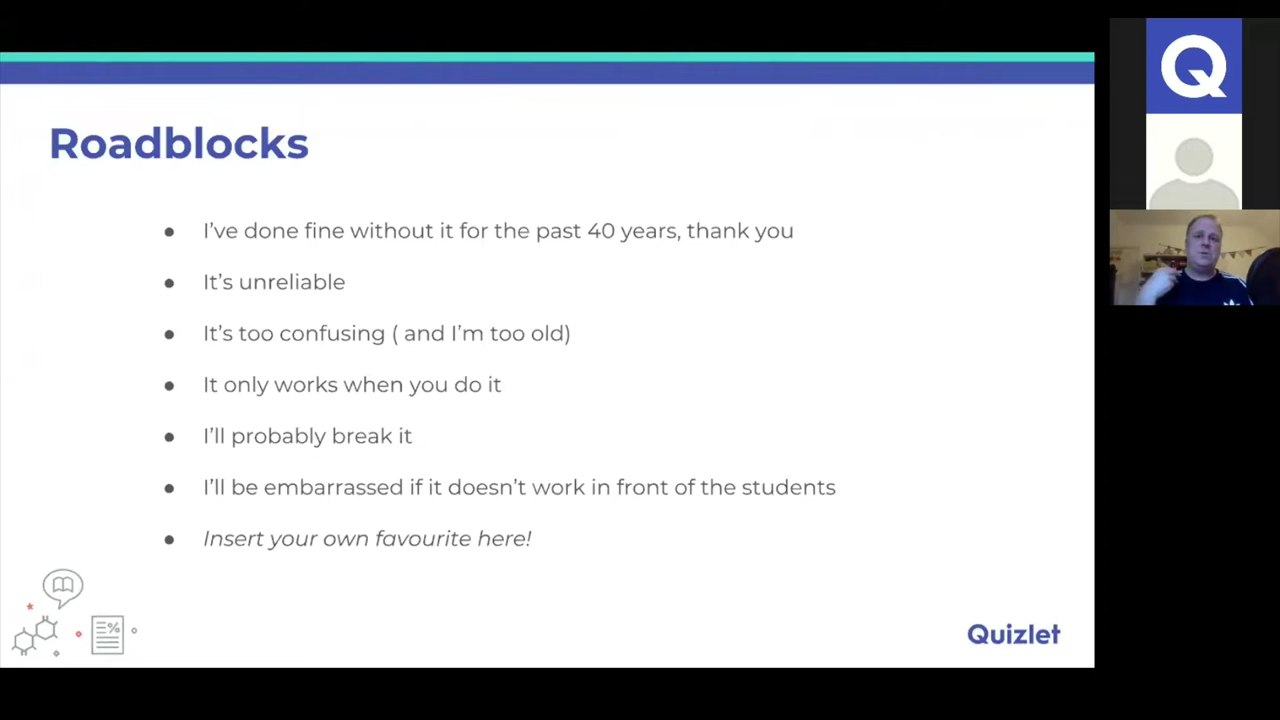 Roadblocks
● I’ve done fine without it for the past 40 years, thank you
● It’s unreliable
● It’s too confusing ( and I’m too old)
● It only works when you do it
● I’ll probably break it
● I’ll be embarrassed if it doesn’t work in front of the students
● Insert your own favourite here!
%
Quizlet
Q